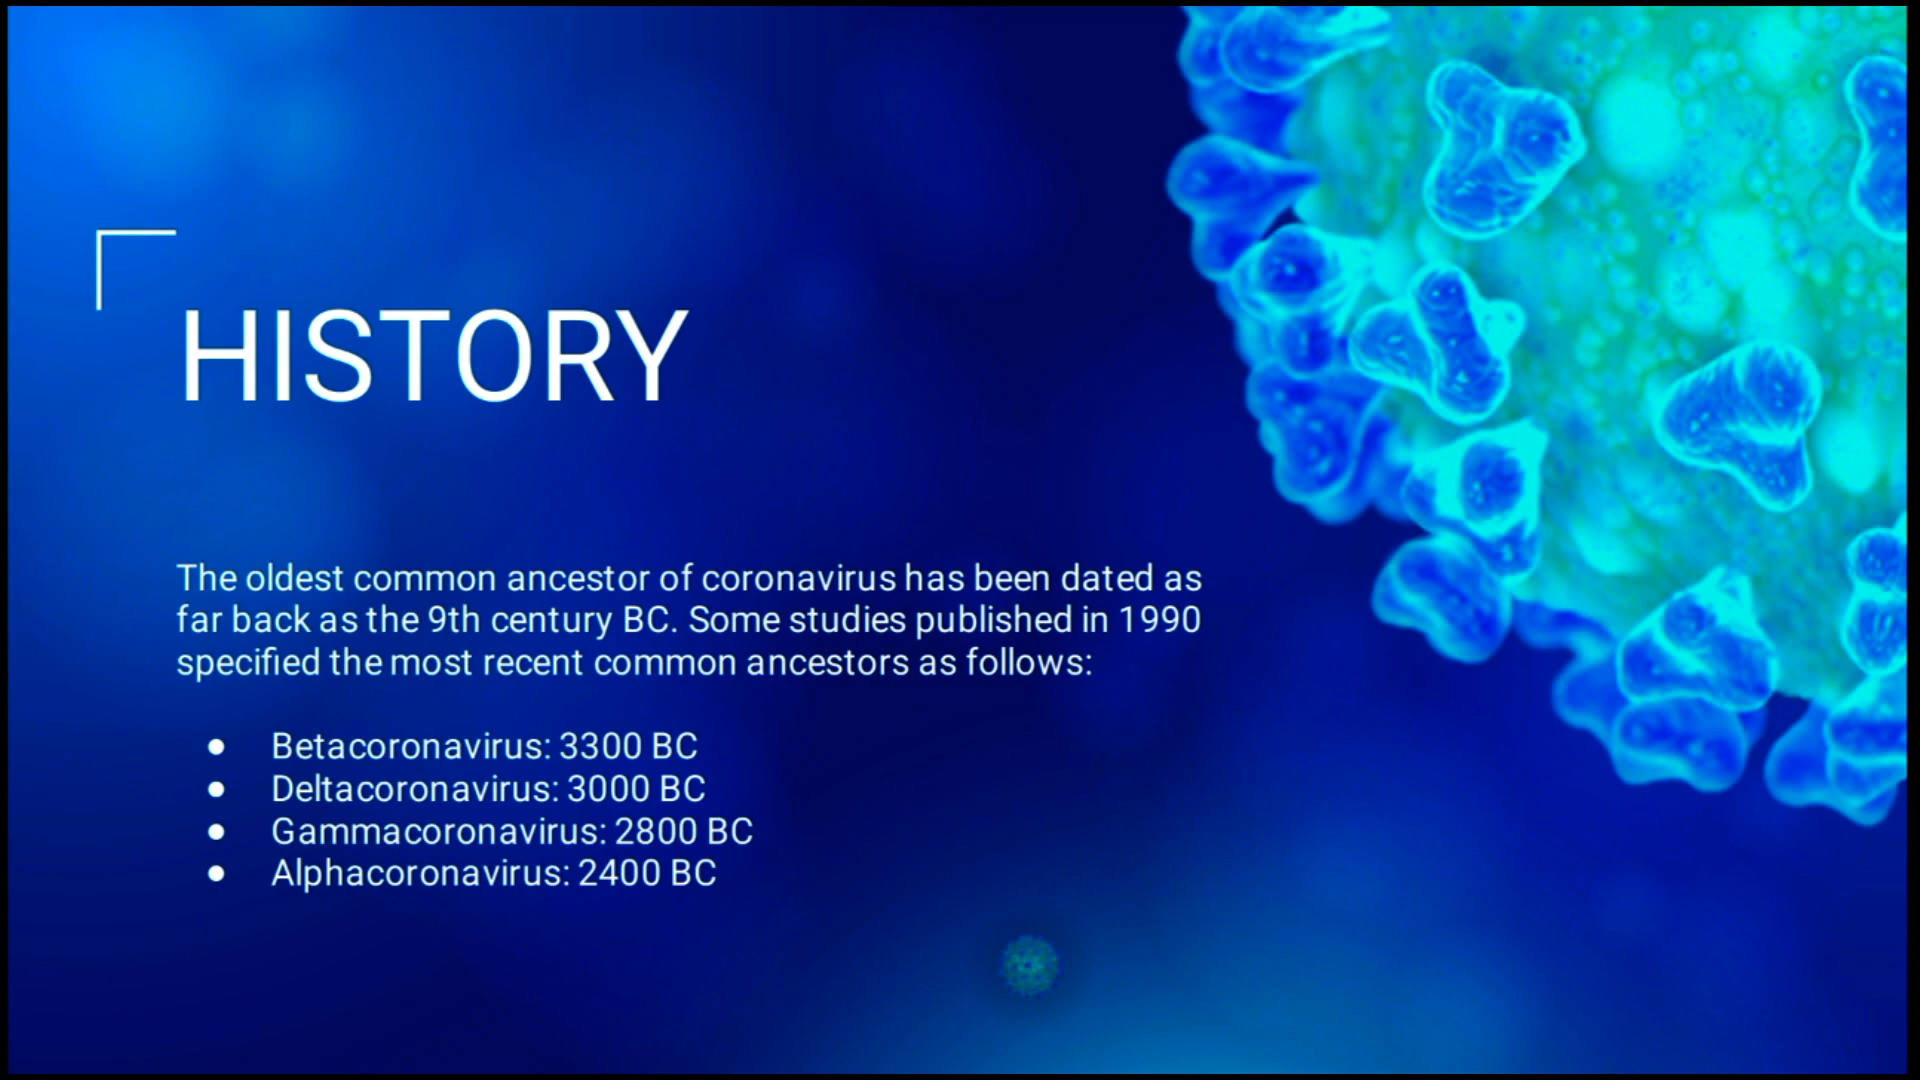 HISTORY
The oldest common ancestor of coronavirus has been dated as
far back as the 9th century BC. Some studies published in 1990
specified the most recent common ancestors as follows:
● Betacoronavirus: 3300 BC
● Deltacoronavirus: 3000 BC
● Gammacoronavirus: 2800 BC
● Alphacoronavirus: 2400 BC